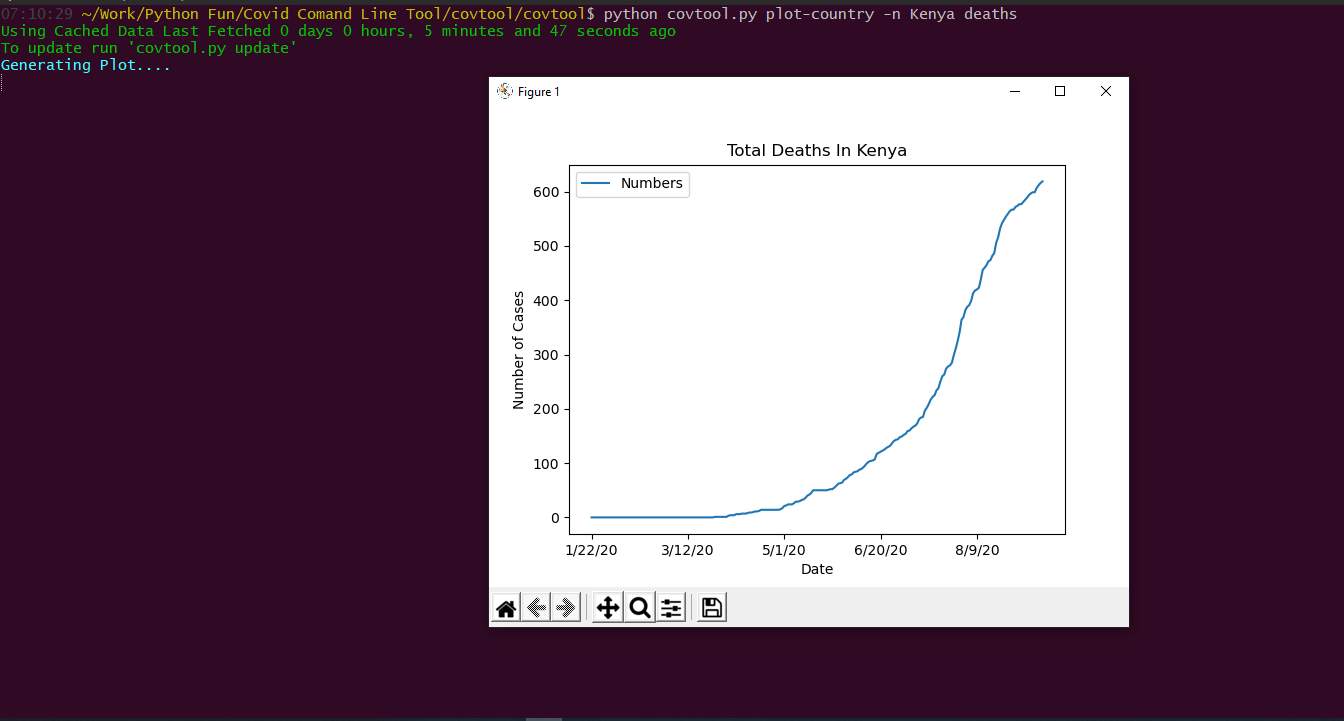 07:10:29 ~/Work/Python Fun/Covid Comand Line Tool/covtool/covtool$ python covtool.py plot-country -n Kenya deaths
Using Cached Data Last Fetched 0 days 0 hours, 5 minutes and 47 seconds ago
To update run 'covtool.py update'
Generating Plot....
Figure 1
Total Deaths In Kenya
Numbers
600
500
400
300
200
100
0
Number of Cases
1/22/20 3/12/20 5/1/20 6/20/20 8/9/20
Date